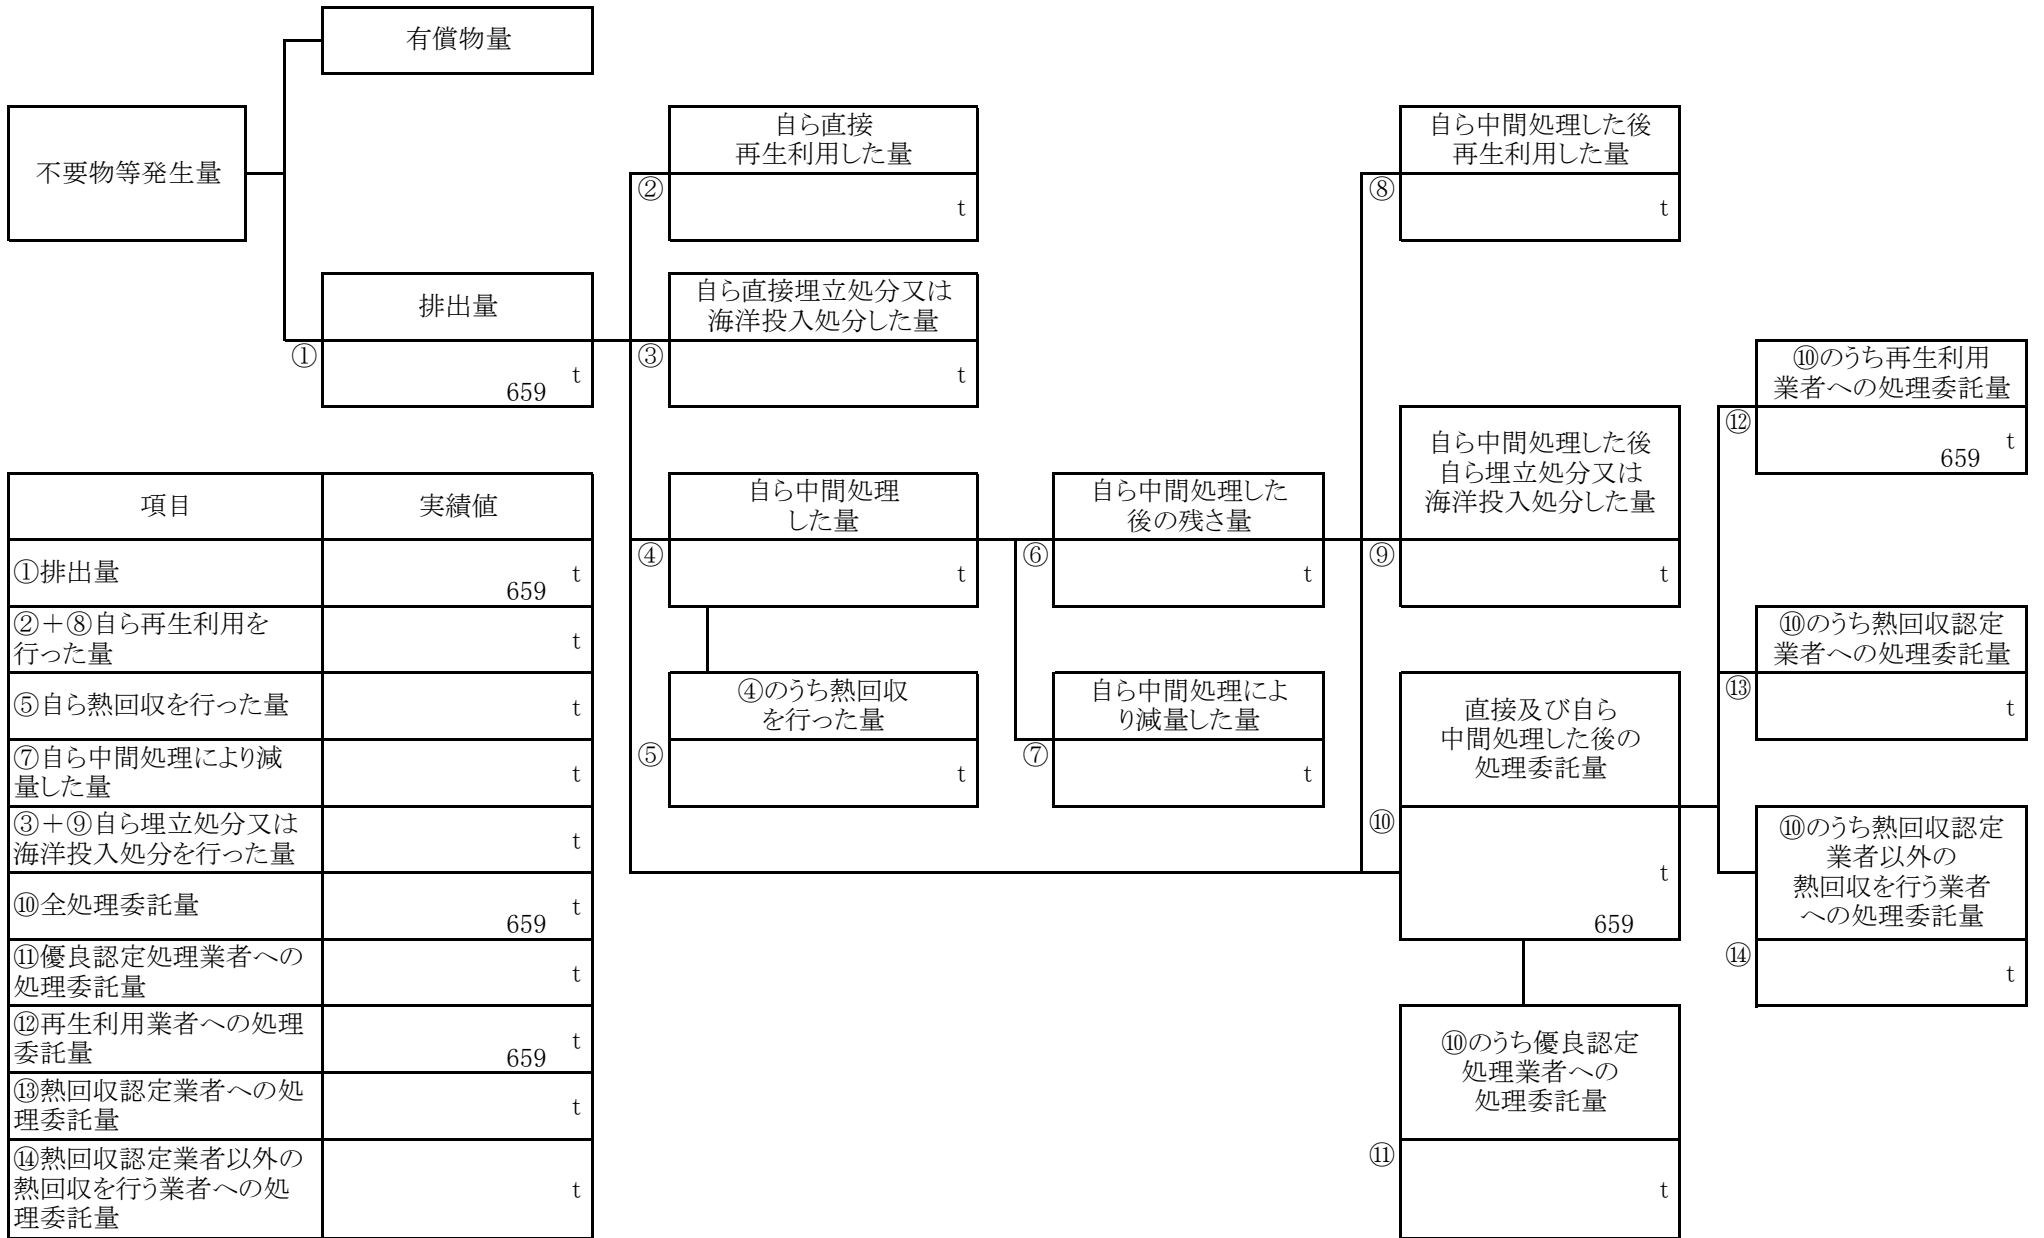 有償物量
不要物等発生量
排出量
①
t
659
自ら直接
再生利用した量
②
t
自ら直接埋立処分又は
海洋投入処分した量
③
t
自ら中間処理
した量
④
t
④のうち熱回収
を行った量
⑤
t
自ら中間処理した
後の残さ量
⑥
t
自ら中間処理によ
り減量した量
⑦
t
自ら中間処理した後
再生利用した量
⑧
t
自ら中間処理した後
自ら埋立処分又は
海洋投入処分した量
⑨
t
直接及び自ら
中間処理した後の
処理委託量
⑩
t
659
⑩のうち優良認定
処理業者への
処理委託量
⑪
t
⑩のうち再生利用
業者への処理委託量
⑫
t
659
⑩のうち熱回収認定
業者への処理委託量
⑬
t
⑩のうち熱回収認定
業者以外の
熱回収を行う業者
への処理委託量
⑭
t
項目 実績値
①排出量 t
659
②＋⑧自ら再生利用を
行った量
t
⑤自ら熱回収を行った量 t
⑦自ら中間処理により減
量した量
t
③＋⑨自ら埋立処分又は
海洋投入処分を行った量
t
⑩全処理委託量 t
659
⑪優良認定処理業者への
処理委託量
t
⑫再生利用業者への処理
委託量
t
659
⑬熱回収認定業者への処
理委託量
t
⑭熱回収認定業者以外の
熱回収を行う業者への処
理委託量
t